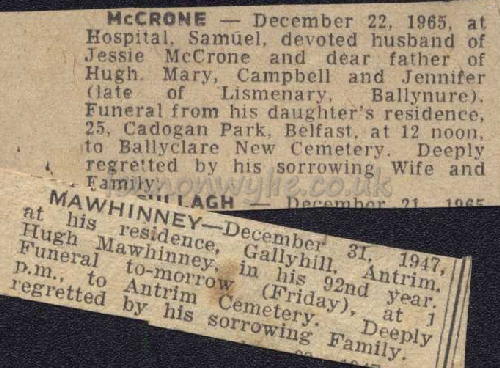 McCRONE — December 22, 1965, at
Hospital, Samuel, devoted husband of
Jessie McCrone and dear father of
Hugh, Mary, Campbell and Jennifer
(late of Lismenary, Ballynure).
Funeral from his daughter's residence,
25, Cadogan Park, Belfast, at 12 noon,
to Ballyclare New Cemetery. Deeply
regretted by his sorrowing Wife and
Family.
ULLAGH — December 21, 1965
MAWHINNEY—December 31, 1947,
at his residence, Gallyhill, Antrim,
Hugh Mawhinney, in his 92nd year.
Funeral to-morrow (Friday), at 1
p.m., to Antrim Cemetery. Deeply
regretted by his sorrowing Family.